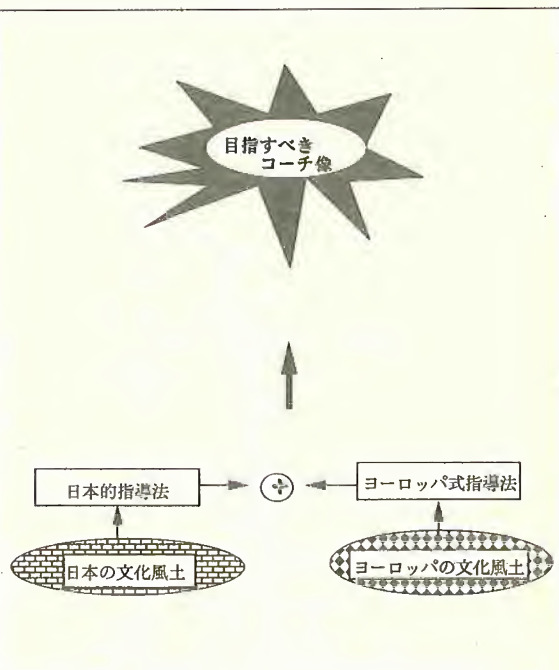 目指すべき
コーチ像
日本的指導法
ヨーロッパ式指導法
日本の文化風土
ヨーロッパの文化風土